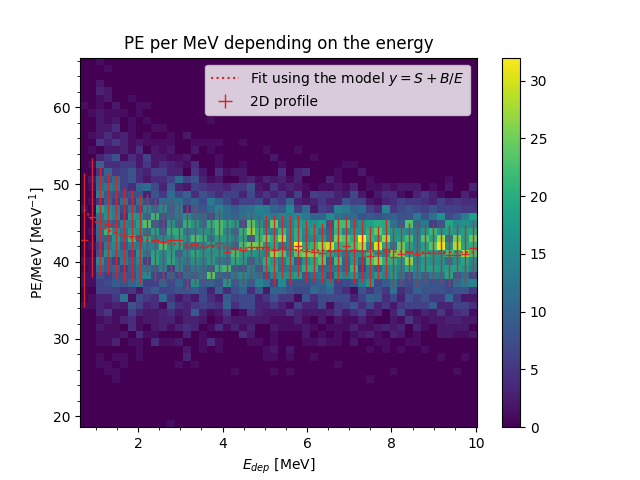 PE per MeV depending on the energy
Fit using the model y = S + B/E
2D profile
PE/MeV [MeV⁻¹]
60
50
40
30
20
2 4 6 8 10
E_dep [MeV]
30
25
20
15
10
5
0